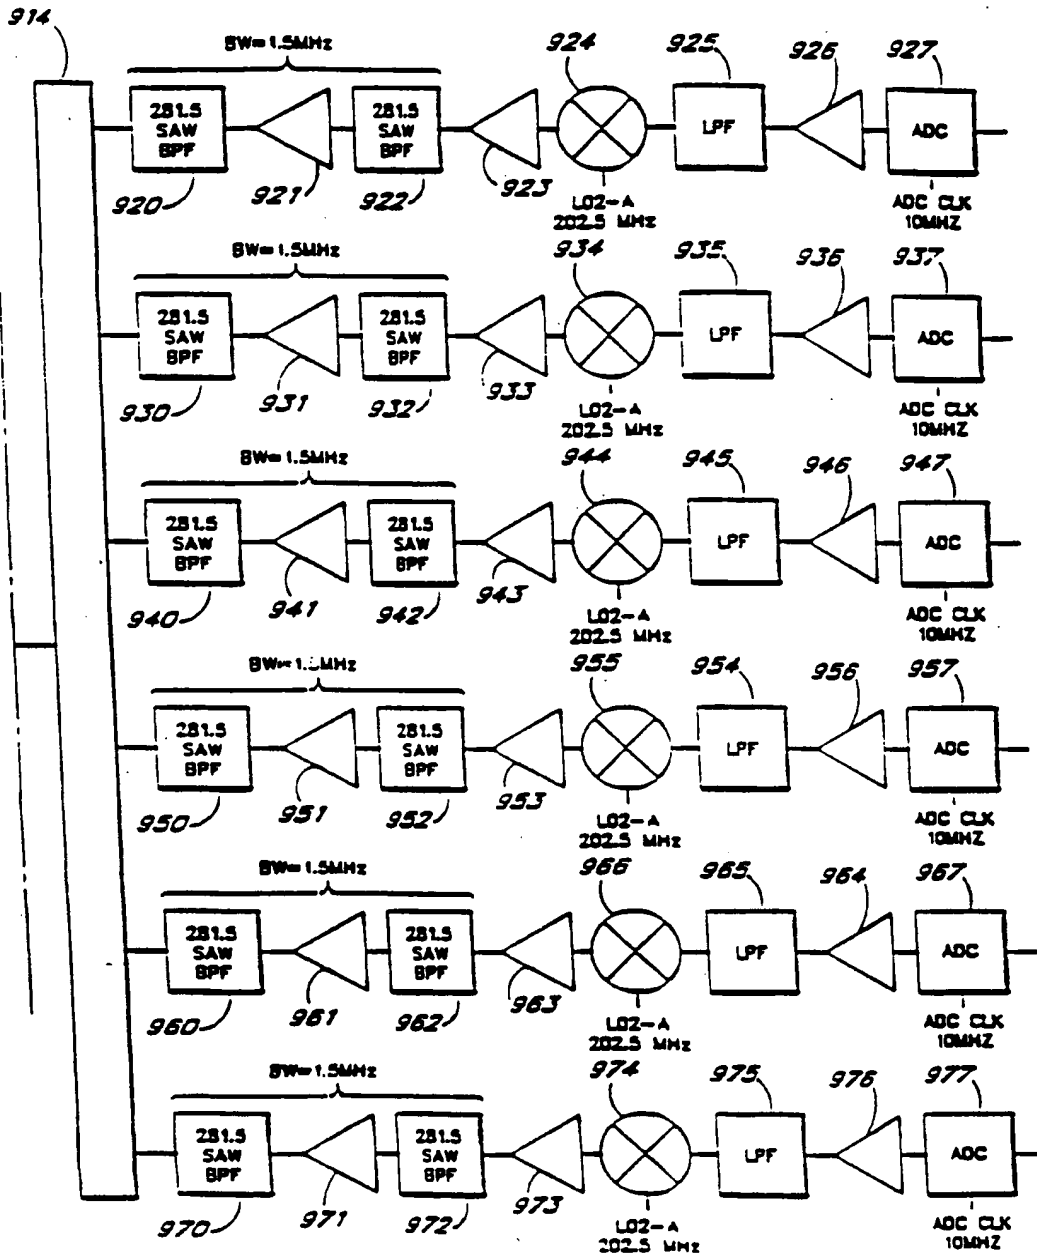 914
BW=1.5MHz
924
925
926
927
281.5
SAW
BPF
281.5
SAW
BPF
LPF
ADC
920
921
922
923
LO2-A
202.5 MHz
ADC CLK
10MHZ
BW=1.5MHz
934
935
936
937
281.5
SAW
BPF
281.5
SAW
BPF
LPF
ADC
930
931
932
933
LO2-A
202.5 MHz
ADC CLK
10MHZ
BW=1.5MHz
944
945
946
947
281.5
SAW
BPF
281.5
SAW
BPF
LPF
ADC
940
941
942
943
LO2-A
202.5 MHz
ADC CLK
10MHZ
BW=1.5MHz
955
954
956
957
281.5
SAW
BPF
281.5
SAW
BPF
LPF
ADC
950
951
952
953
LO2-A
202.5 MHz
ADC CLK
10MHZ
BW=1.5MHz
966
965
964
967
281.5
SAW
BPF
281.5
SAW
BPF
LPF
ADC
960
961
962
963
LO2-A
202.5 MHz
ADC CLK
10MHZ
BW=1.5MHz
974
975
976
977
281.5
SAW
BPF
281.5
SAW
BPF
LPF
ADC
970
971
972
973
LO2-A
202.5 MHz
ADC CLK
10MHZ